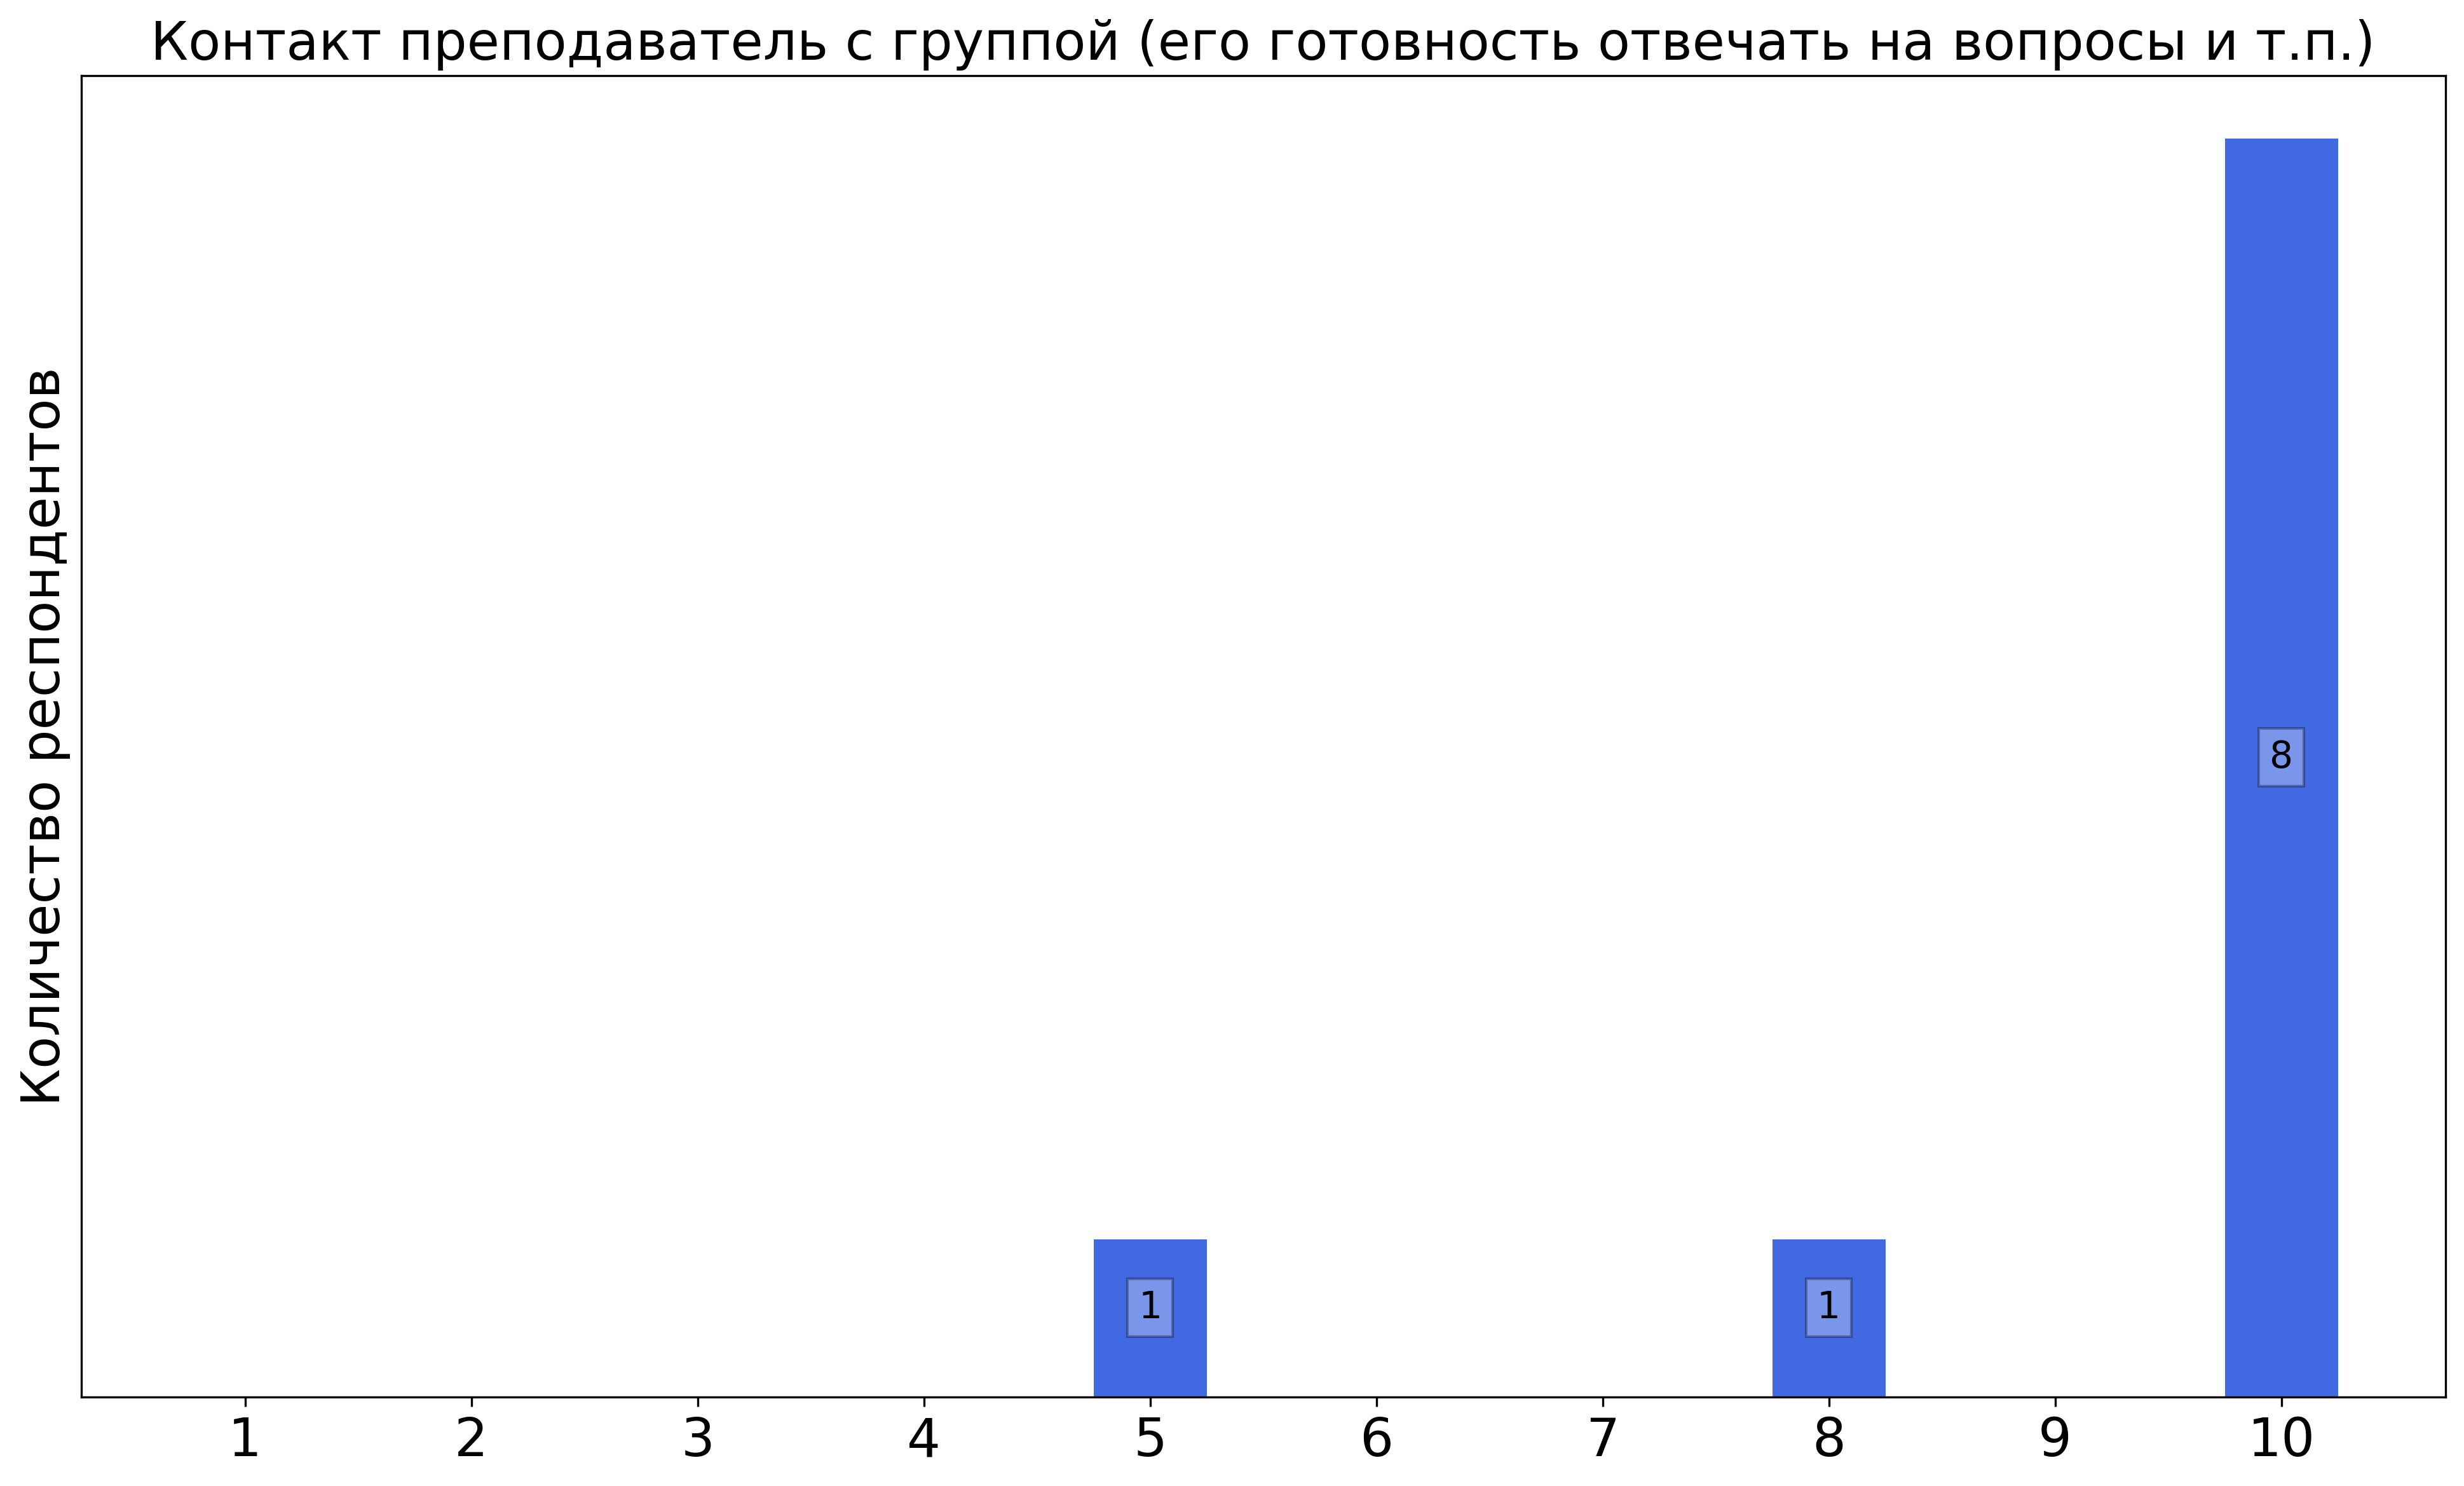 Контакт преподаватель с группой (его готовность отвечать на вопросы и т.п.)
Количество респондентов
8
1
1
1 2 3 4 5 6 7 8 9 10